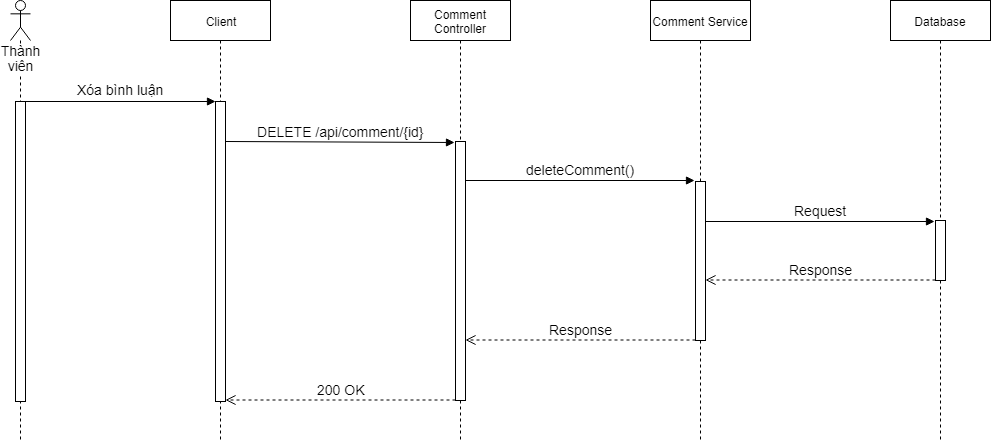 Client
Comment
Controller
Comment Service
Database
Thành
viên
Xóa bình luận
DELETE /api/comment/{id}
deleteComment()
Request
Response
Response
200 OK